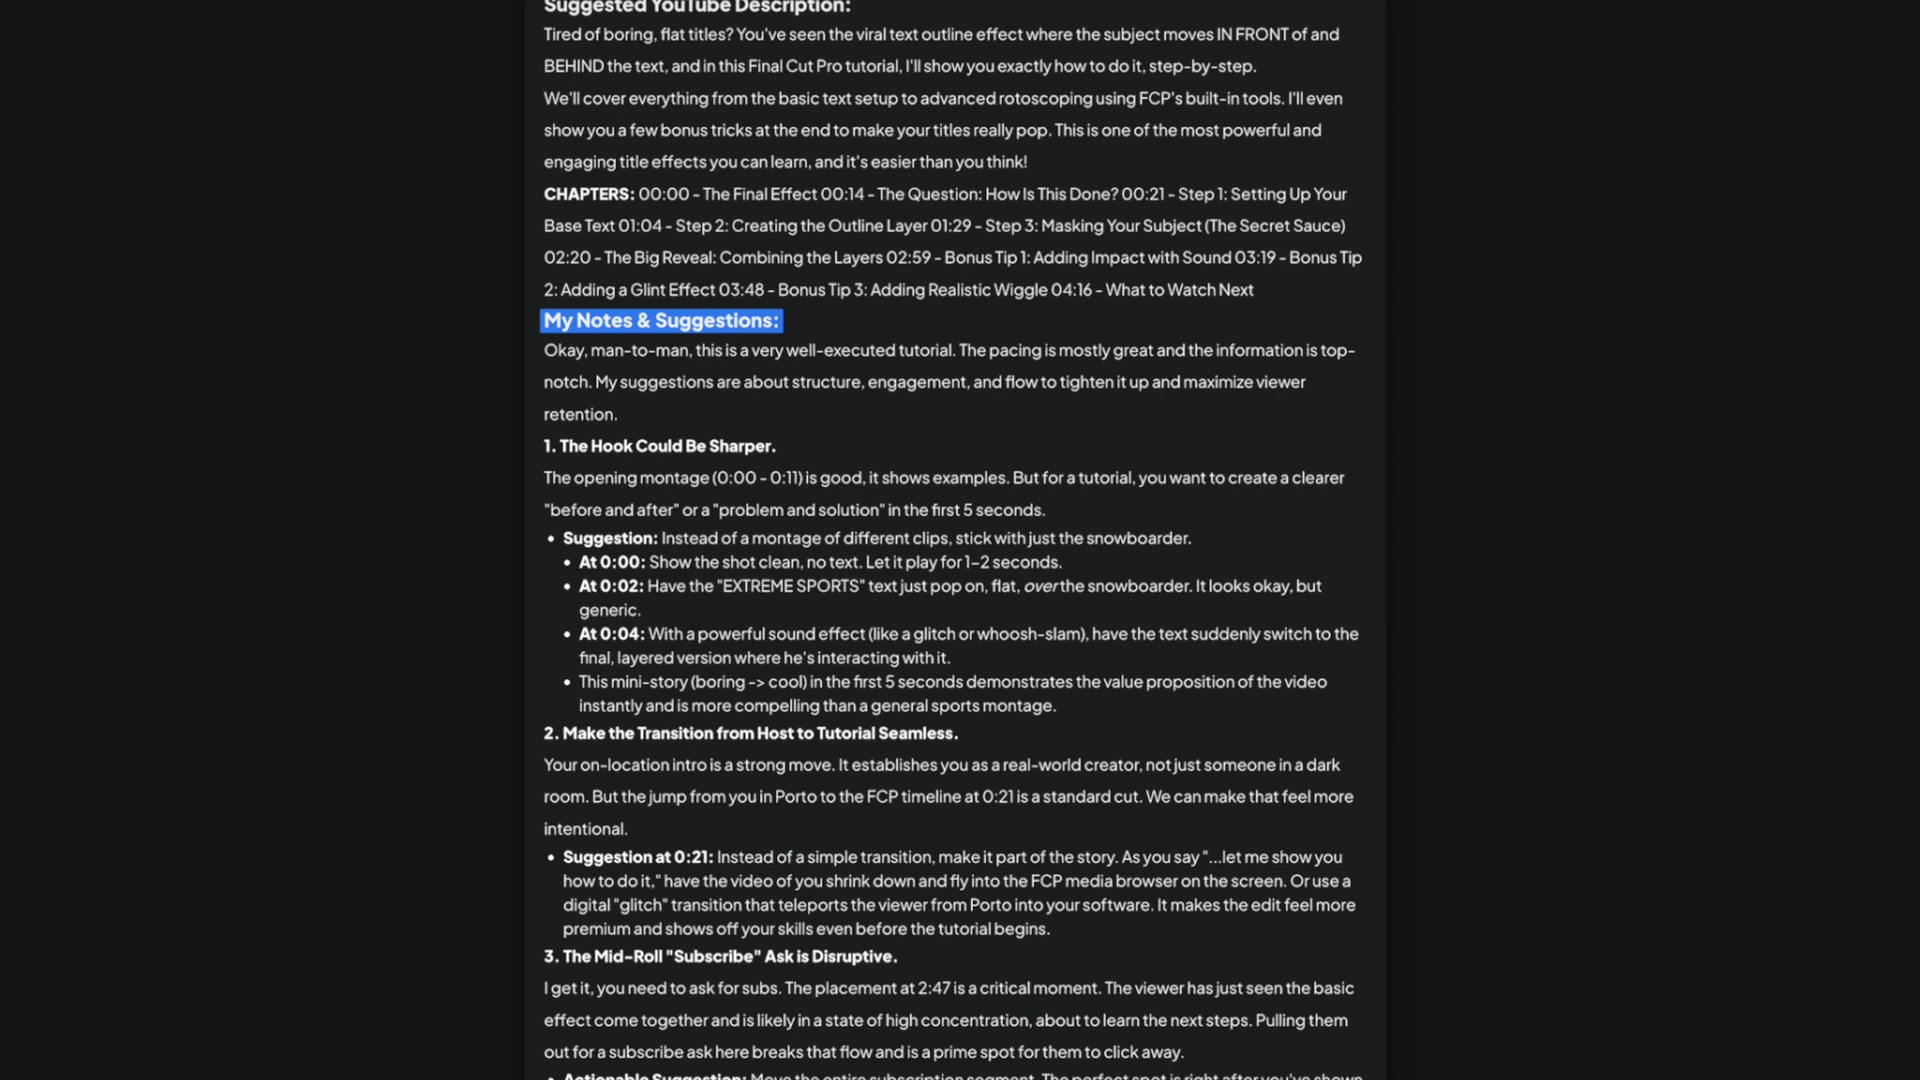 Suggested YouTube Description:
Tired of boring, flat titles? You've seen the viral text outline effect where the subject moves IN FRONT of and
BEHIND the text, and in this Final Cut Pro tutorial, I'll show you exactly how to do it, step-by-step.
We'll cover everything from the basic text setup to advanced rotoscoping using FCP's built-in tools. I'll even
show you a few bonus tricks at the end to make your titles really pop. This is one of the most powerful and
engaging title effects you can learn, and it's easier than you think!
CHAPTERS: 00:00 - The Final Effect 00:14 - The Question: How Is This Done? 00:21 - Step 1: Setting Up Your
Base Text 01:04 - Step 2: Creating the Outline Layer 01:29 - Step 3: Masking Your Subject (The Secret Sauce)
02:20 - The Big Reveal: Combining the Layers 02:59 - Bonus Tip 1: Adding Impact with Sound 03:19 - Bonus Tip
2: Adding a Glint Effect 03:48 - Bonus Tip 3: Adding Realistic Wiggle 04:16 - What to Watch Next
My Notes & Suggestions:
Okay, man-to-man, this is a very well-executed tutorial. The pacing is mostly great and the information is top-
notch. My suggestions are about structure, engagement, and flow to tighten it up and maximize viewer
retention.
1. The Hook Could Be Sharper.
The opening montage (0:00 - 0:11) is good, it shows examples. But for a tutorial, you want to create a clearer
"before and after" or a "problem and solution" in the first 5 seconds.
• Suggestion: Instead of a montage of different clips, stick with just the snowboarder.
• At 0:00: Show the shot clean, no text. Let it play for 1-2 seconds.
• At 0:02: Have the "EXTREME SPORTS" text just pop on, flat, over the snowboarder. It looks okay, but
generic.
• At 0:04: With a powerful sound effect (like a glitch or whoosh-slam), have the text suddenly switch to the
final, layered version where he's interacting with it.
• This mini-story (boring -> cool) in the first 5 seconds demonstrates the value proposition of the video
instantly and is more compelling than a general sports montage.
2. Make the Transition from Host to Tutorial Seamless.
Your on-location intro is a strong move. It establishes you as a real-world creator, not just someone in a dark
room. But the jump from you in Porto to the FCP timeline at 0:21 is a standard cut. We can make that feel more
intentional.
• Suggestion at 0:21: Instead of a simple transition, make it part of the story. As you say "...let me show you
how to do it," have the video of you shrink down and fly into the FCP media browser on the screen. Or use a
digital "glitch" transition that teleports the viewer from Porto into your software. It makes the edit feel more
premium and shows off your skills even before the tutorial begins.
3. The Mid-Roll "Subscribe" Ask is Disruptive.
I get it, you need to ask for subs. The placement at 2:47 is a critical moment. The viewer has just seen the basic
effect come together and is likely in a state of high concentration, about to learn the next steps. Pulling them
out for a subscribe ask here breaks that flow and is a prime spot for them to click away.
• Actionable Suggestion: Move the entire subscription segment. The perfect spot is right after you've shown